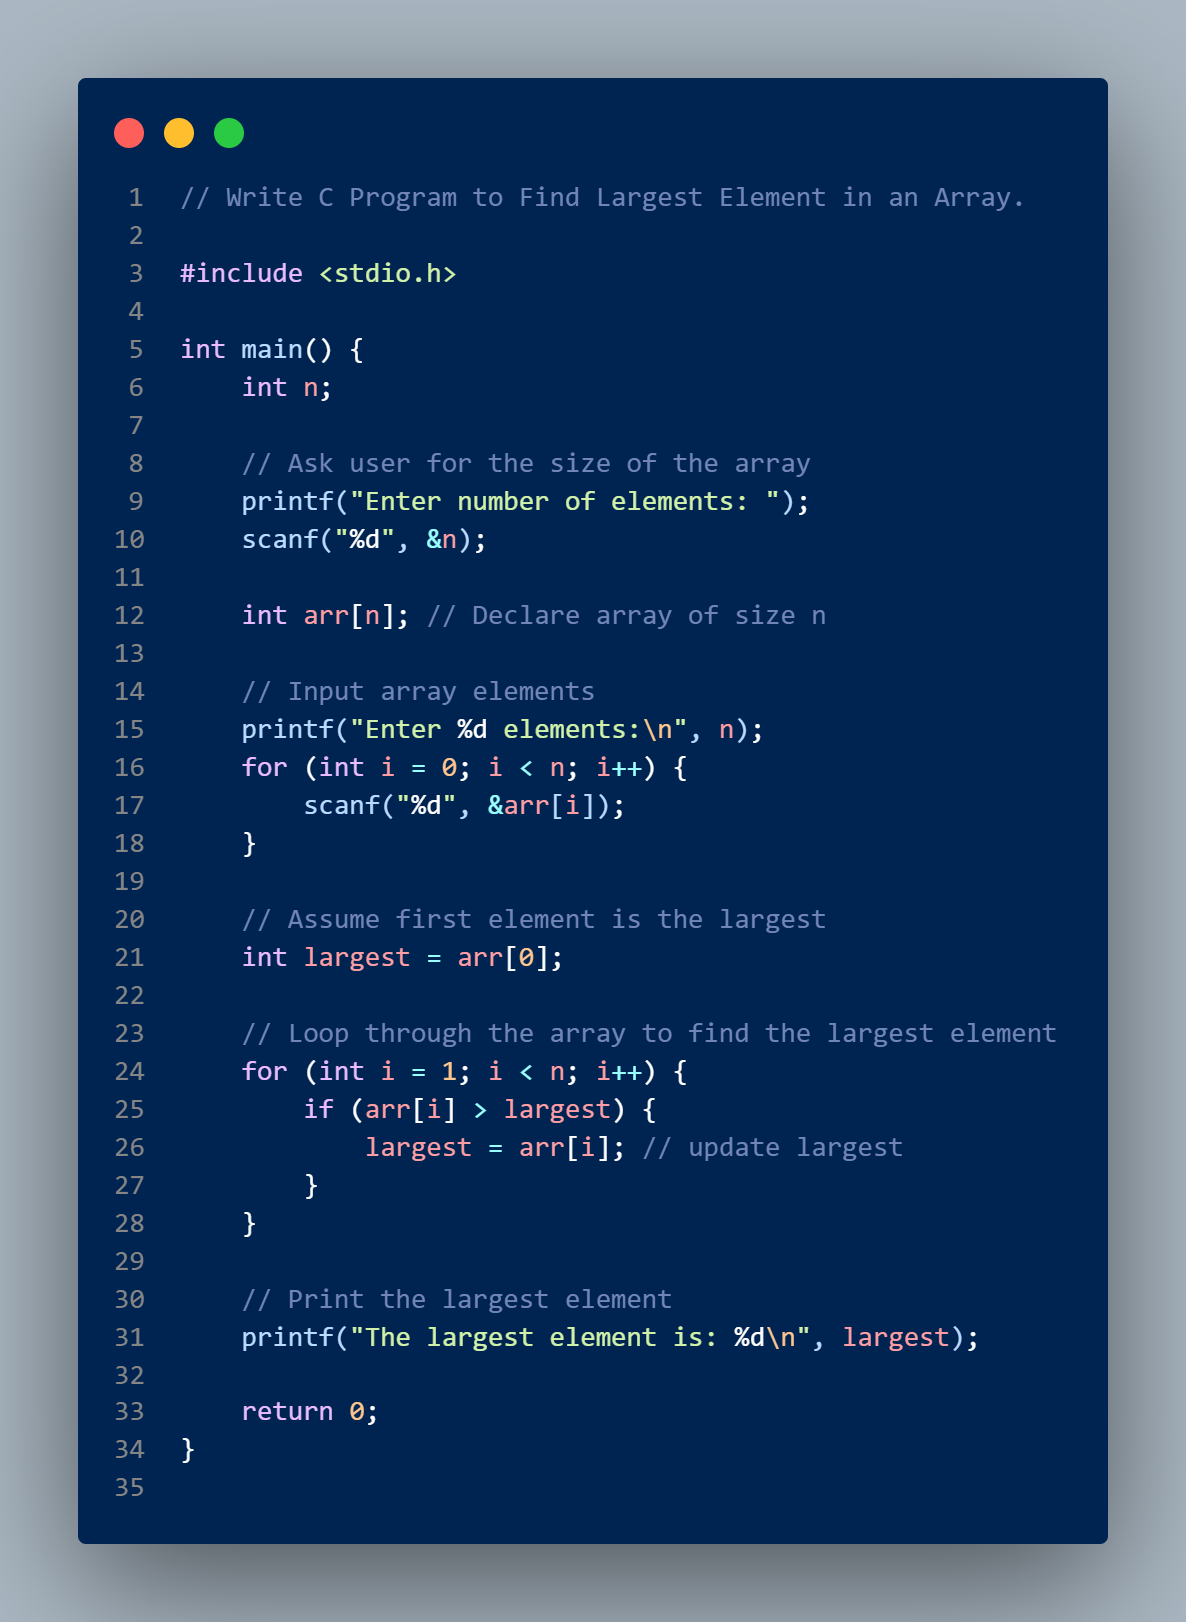 1 // Write C Program to Find Largest Element in an Array.
2
3 #include <stdio.h>
4
5 int main() {
6     int n;
7
8     // Ask user for the size of the array
9     printf("Enter number of elements: ");
10     scanf("%d", &n);
11
12     int arr[n]; // Declare array of size n
13
14     // Input array elements
15     printf("Enter %d elements:\n", n);
16     for (int i = 0; i < n; i++) {
17         scanf("%d", &arr[i]);
18     }
19
20     // Assume first element is the largest
21     int largest = arr[0];
22
23     // Loop through the array to find the largest element
24     for (int i = 1; i < n; i++) {
25         if (arr[i] > largest) {
26             largest = arr[i]; // update largest
27         }
28     }
29
30     // Print the largest element
31     printf("The largest element is: %d\n", largest);
32
33     return 0;
34 }
35